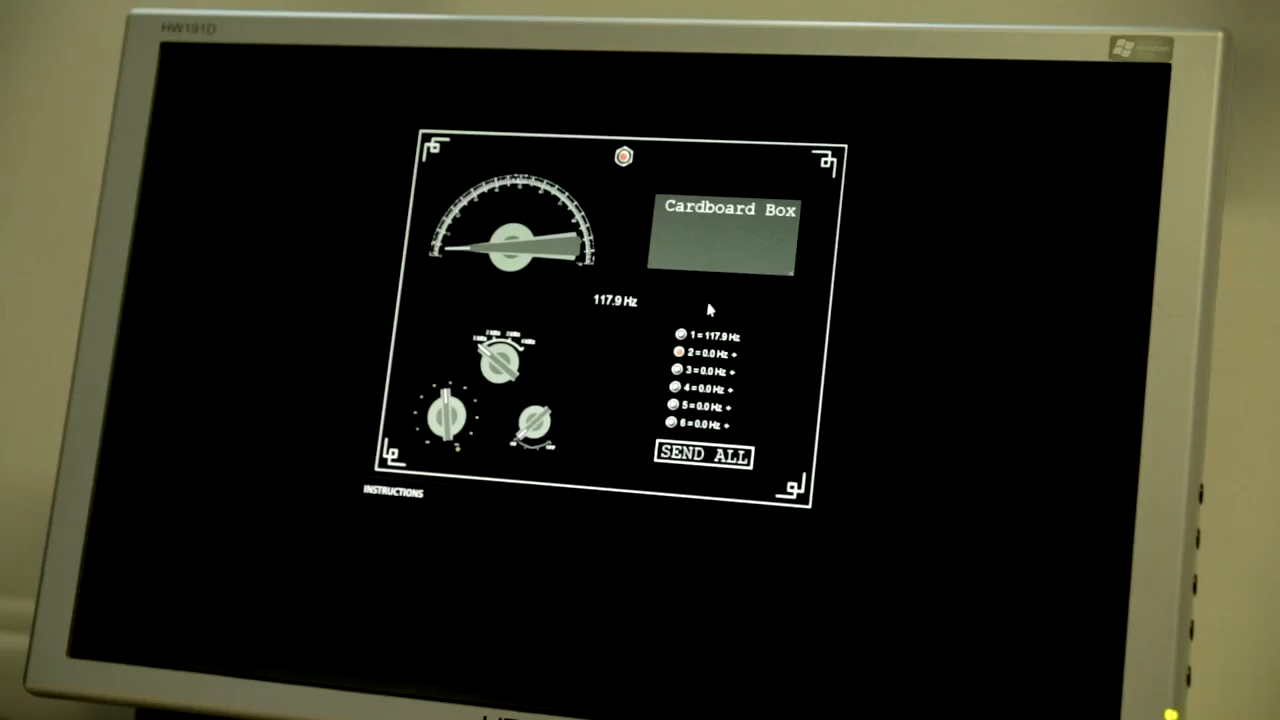 HW191D
Cardboard Box
117.9 Hz
1 = 117.9 Hz
2 = 0.0 Hz +
3 = 0.0 Hz +
4 = 0.0 Hz +
5 = 0.0 Hz +
6 = 0.0 Hz +
SEND ALL
INSTRUCTIONS